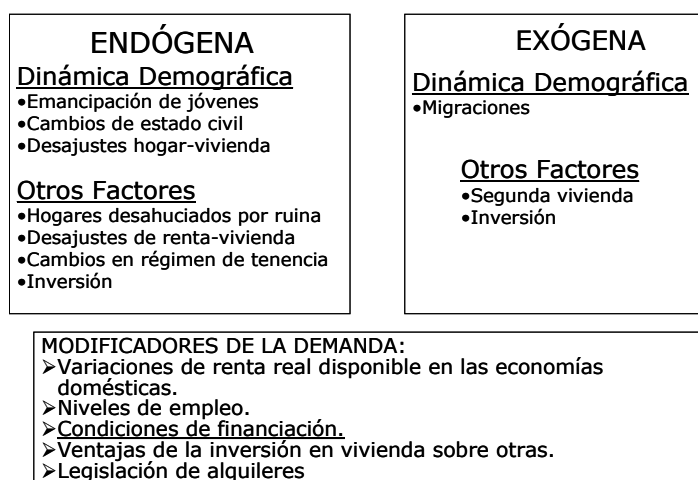 ENDÓGENA
Dinámica Demográfica
•Emancipación de jóvenes
•Cambios de estado civil
•Desajustes hogar-vivienda
Otros Factores
•Hogares desahuciados por ruina
•Desajustes de renta-vivienda
•Cambios en régimen de tenencia
•Inversión
EXÓGENA
Dinámica Demográfica
•Migraciones
Otros Factores
•Segunda vivienda
•Inversión
MODIFICADORES DE LA DEMANDA:
➢Variaciones de renta real disponible en las economías
domésticas.
➢Niveles de empleo.
➢Condiciones de financiación.
➢Ventajas de la inversión en vivienda sobre otras.
➢Legislación de alquileres